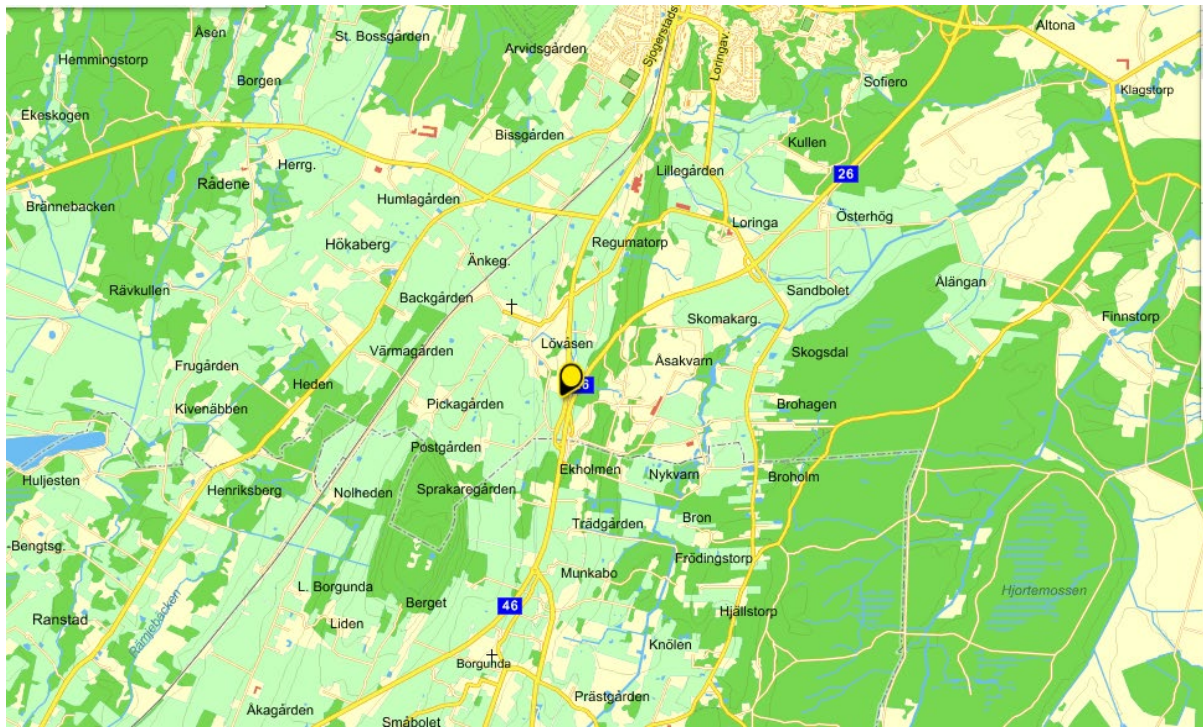 Åsen
St. Bossgården
Arvidsgården
Sjogerstads
Loringav.
Altona
Hemmingstorp
Borgen
Sofiero
Klagstorp
Ekeskogen
Bissgården
Kullen
Herrg.
Rådene
Lillegården
26
Humlagården
Brännebacken
Österhög
Loringa
Hökaberg
Regumatorp
Änkeg.
Rävkullen
Backgården
Sandbolet
Älängan
Skomakarg.
Finnstorp
Lövåsen
Värmagården
Åsakvarn
Skogsdal
Frugården
Heden
6
Kivenäbben
Pickagården
Brohagen
Postgården
Ekholmen
Nykvarn
Broholm
Huljesten
Henriksberg
Nolheden
Sprakaregården
Bron
Trädgården
-Bengtsg.
Frödingstorp
Munkabo
L. Borgunda
Berget
46
Hjortemossen
Rämjebäcken
Ranstad
Liden
Hjällstorp
Knölen
Borgunda
Prästgården
Åkagården
Småbolet